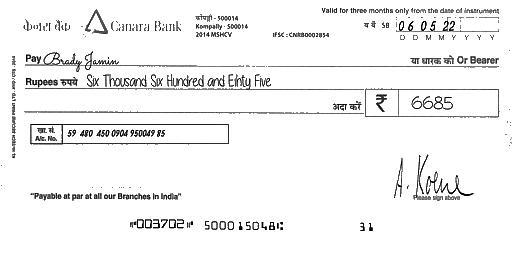 Valid for three months only from the date of instrument
केनरा बैंक Canara Bank
कोमपल्ली - 500014
Kompally - 500014
2014 MSHCV
IFSC : CNRB0002854
SB 06 05 22
D D M M Y Y Y Y
Pay Brady Jamin या धारक को Or Bearer
Rupees रुपये Six Thousand Six Hundred and Eihty Five
अदा करें ₹ 6685
खा. सं.
A/c. No. 59 480 450 0904 950049 85
A. Koene
Please sign above
"Payable at par at all our Branches in India"
⑈003702⑈ 500015048⑆ 31